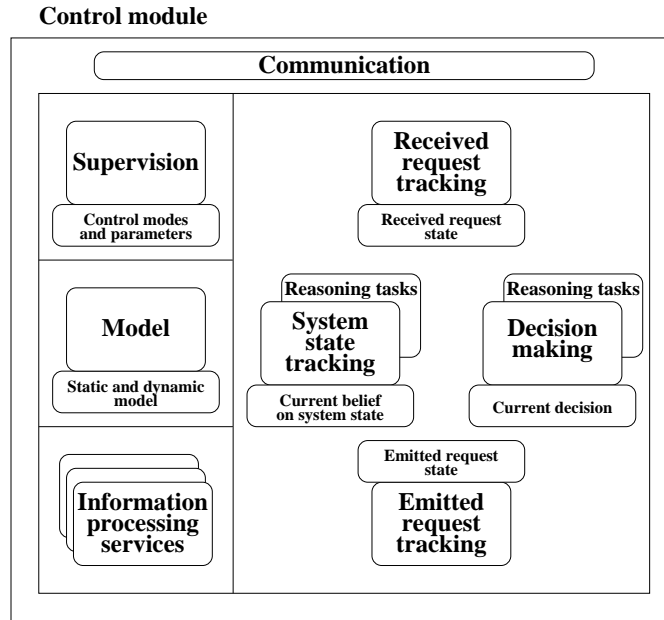 Control module
Communication
Supervision
Control modes
and parameters
Received
request
tracking
Received request
state
Model
Static and dynamic
model
Reasoning tasks
System
state
tracking
Current belief
on system state
Reasoning tasks
Decision
making
Current decision
Information
processing
services
Emitted request
state
Emitted
request
tracking